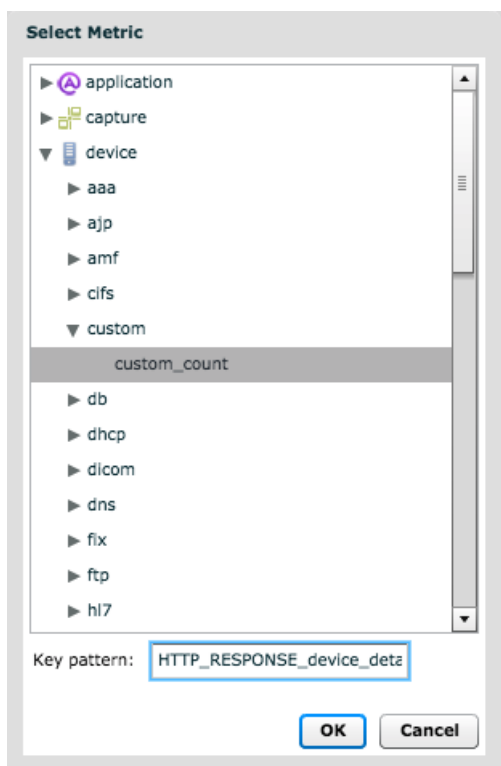 Select Metric
application
capture
device
aaa
ajp
amf
cifs
custom
custom_count
db
dhcp
dicom
dns
fix
ftp
hl7
Key pattern: HTTP_RESPONSE_device_deta
OK Cancel